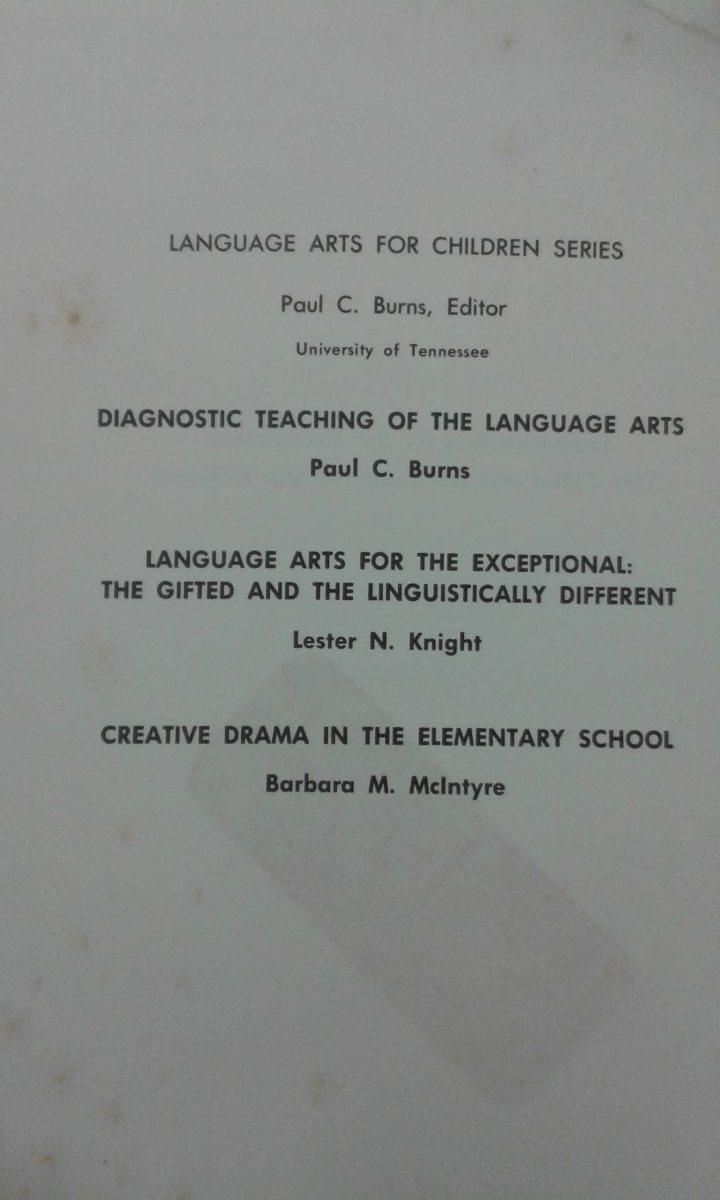 LANGUAGE ARTS FOR CHILDREN SERIES
Paul C. Burns, Editor
University of Tennessee
DIAGNOSTIC TEACHING OF THE LANGUAGE ARTS
Paul C. Burns
LANGUAGE ARTS FOR THE EXCEPTIONAL:
THE GIFTED AND THE LINGUISTICALLY DIFFERENT
Lester N. Knight
CREATIVE DRAMA IN THE ELEMENTARY SCHOOL
Barbara M. McIntyre